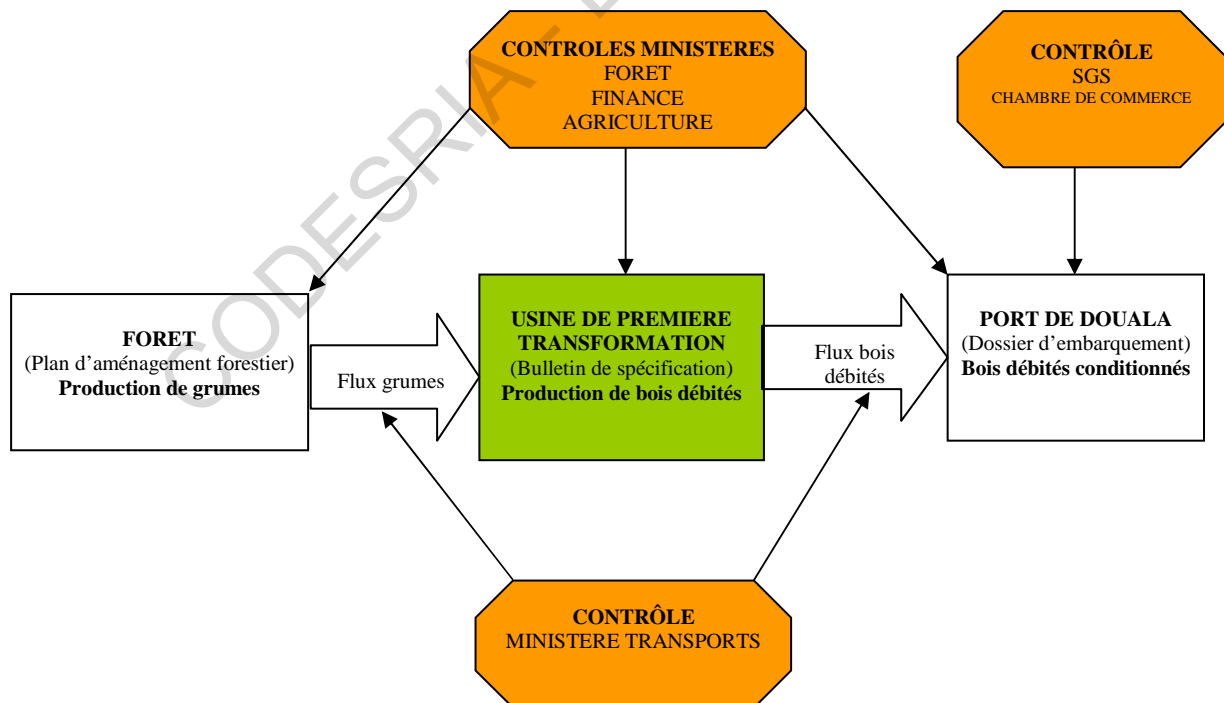 CONTROLES MINISTERES
FORET
FINANCE
AGRICULTURE
CONTRÔLE
SGS
CHAMBRE DE COMMERCE
FORET
(Plan d'aménagement forestier)
Production de grumes
Flux grumes
USINE DE PREMIERE
TRANSFORMATION
(Bulletin de spécification)
Production de bois débités
Flux bois
débités
PORT DE DOUALA
(Dossier d'embarquement)
Bois débités conditionnés
CONTRÔLE
MINISTERE TRANSPORTS
CODESRIA -